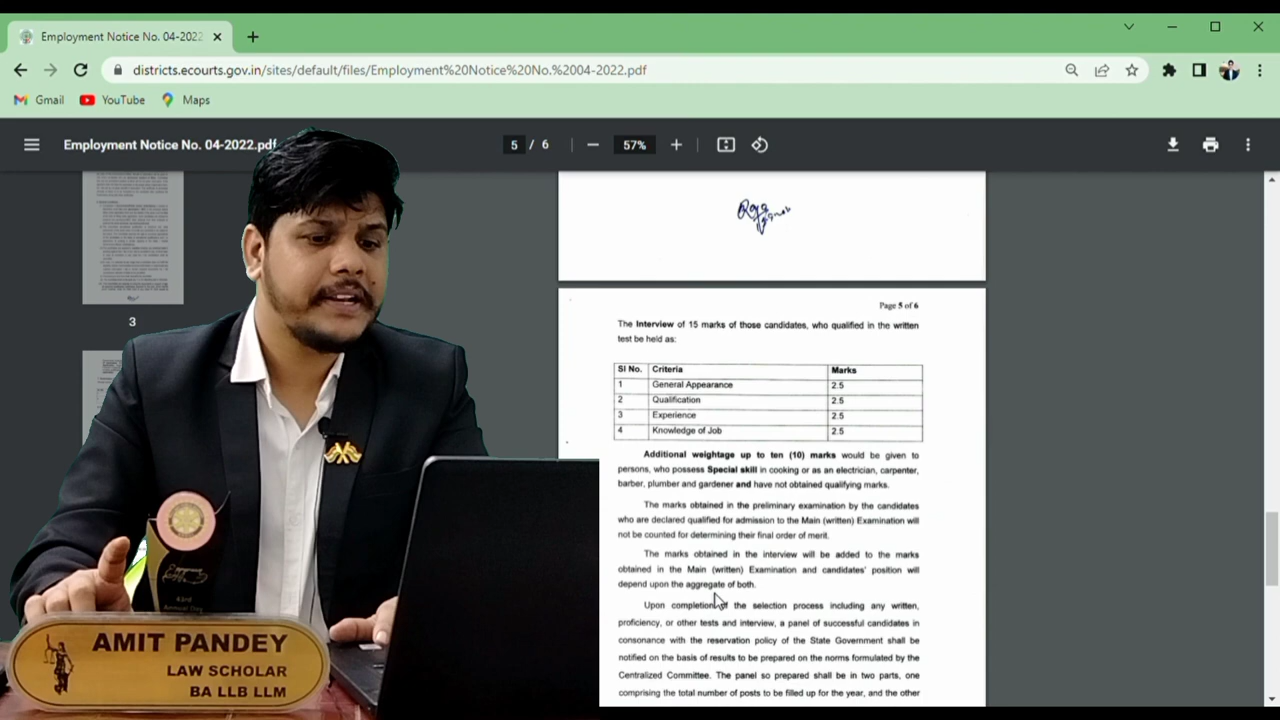 Employment Notice No. 04-2022
districts.ecourts.gov.in/sites/default/files/Employment%20Notice%20No.%2004-2022.pdf
Gmail
YouTube
Maps
Employment Notice No. 04-2022.pdf
5 / 6
57%
3
Page 5 of 6
The Interview of 15 marks of those candidates, who qualified in the written
test be held as:
Sl No. Criteria Marks
1 General Appearance 2.5
2 Qualification 2.5
3 Experience 2.5
4 Knowledge of Job 2.5
Additional weightage up to ten (10) marks would be given to
persons, who possess Special skill in cooking or as an electrician, carpenter,
barber, plumber and gardener and have not obtained qualifying marks.
The marks obtained in the preliminary examination by the candidates
who are declared qualified for admission to the Main (written) Examination will
not be counted for determining their final order of merit.
The marks obtained in the interview will be added to the marks
obtained in the Main (written) Examination and candidates' position will
depend upon the aggregate of both.
Upon completion of the selection process including any written,
proficiency, or other tests and interview, a panel of successful candidates in
consonance with the reservation policy of the State Government shall be
notified on the basis of results to be prepared on the norms formulated by the
Centralized Committee. The panel so prepared shall be in two parts, one
comprising the total number of posts to be filled up for the year, and the other
63rd
Annual Day
AMIT PANDEY
LAW SCHOLAR
BA LLB LLM